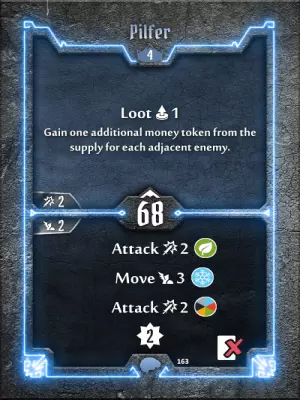 Pilfer
4
Loot 1
Gain one additional money token from the
supply for each adjacent enemy.
2
2
68
Attack 2
Move 3
Attack 2
2
163